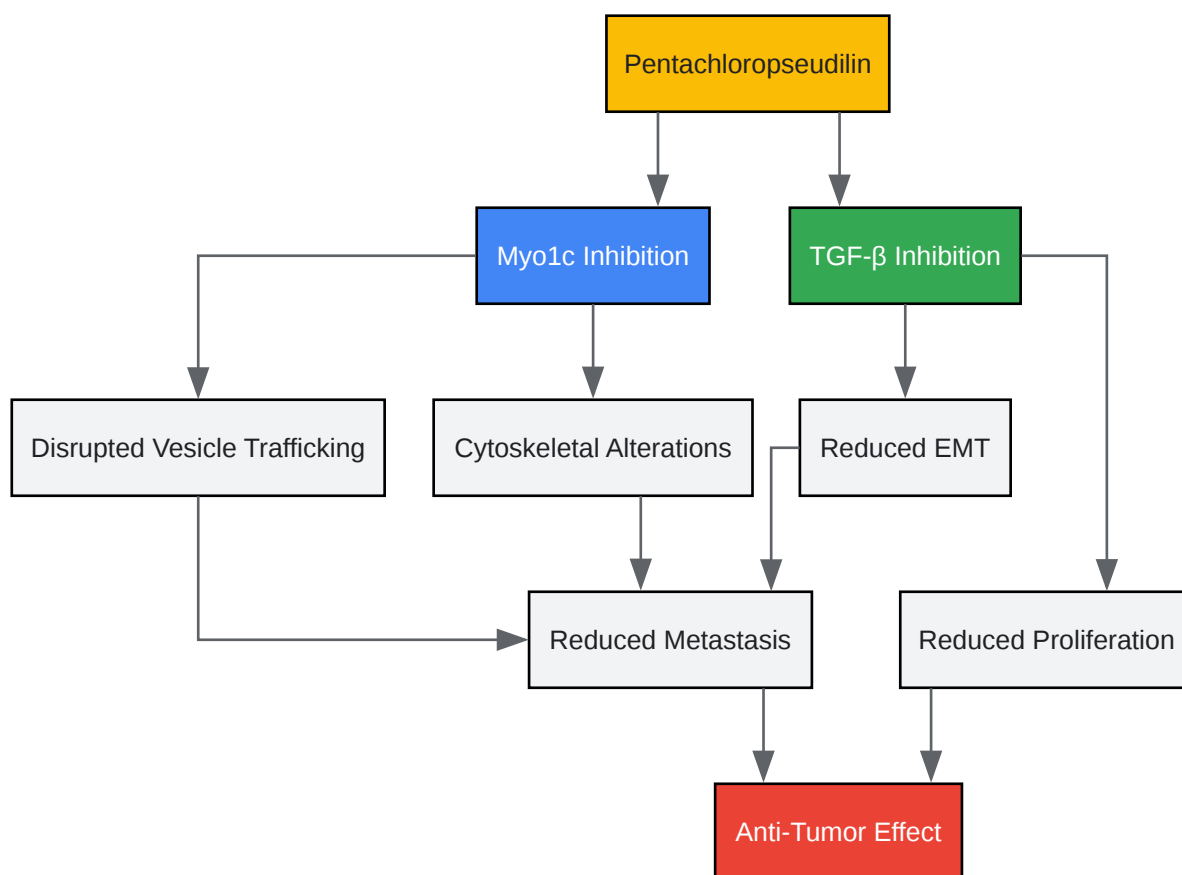 Pentachloropseudilin
Myo1c Inhibition
TGF-β Inhibition
Disrupted Vesicle Trafficking
Cytoskeletal Alterations
Reduced EMT
Reduced Metastasis
Reduced Proliferation
Anti-Tumor Effect